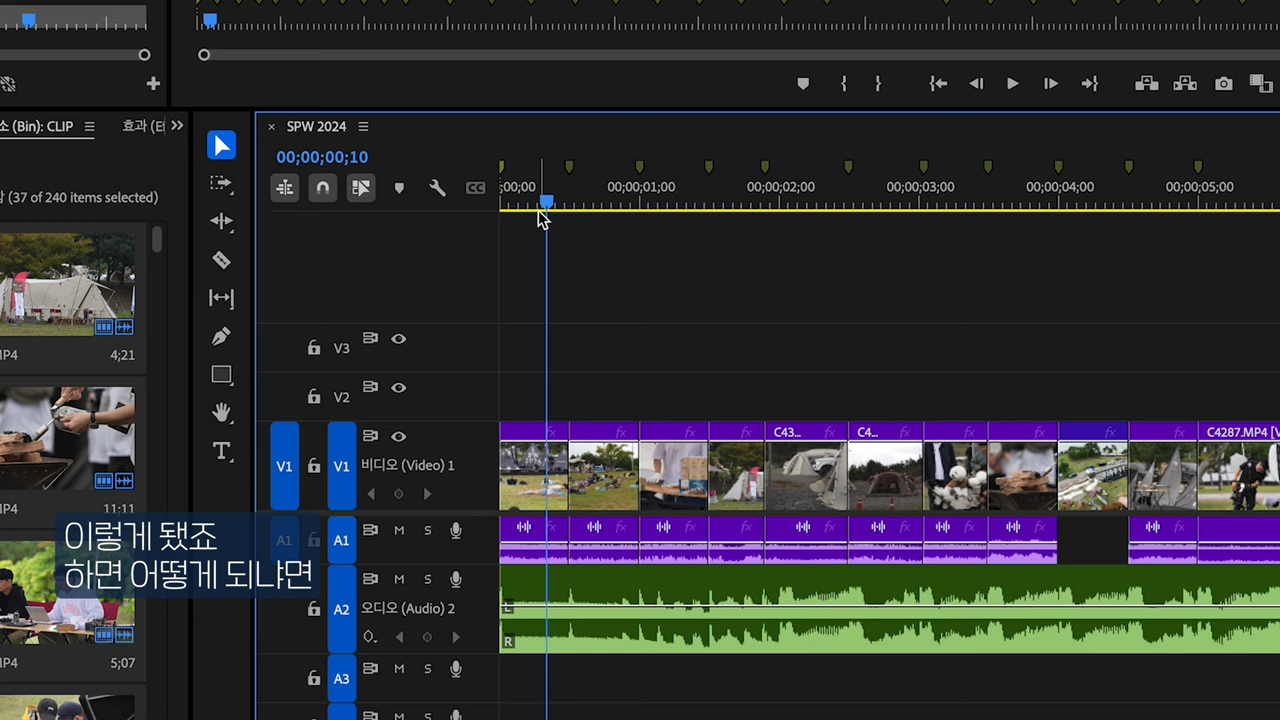 소 (Bin): CLIP
효과 (E
× SPW 2024
00;00;00;10
(37 of 240 items selected)
CC
;00;00
00;00;01;00
00;00;02;00
00;00;03;00
00;00;04;00
00;00;05;00
MP4
4;21
V3
V2
MP4
11;11
V1
V1
비디오 (Video) 1
fx
C43...
C4...
C4287.MP4 [V
A1
A1
M S
A2
M S
오디오 (Audio) 2
L
R
MP4
5;07
A3
M S
M S
T
이렇게 됐죠
하면 어떻게 되냐면